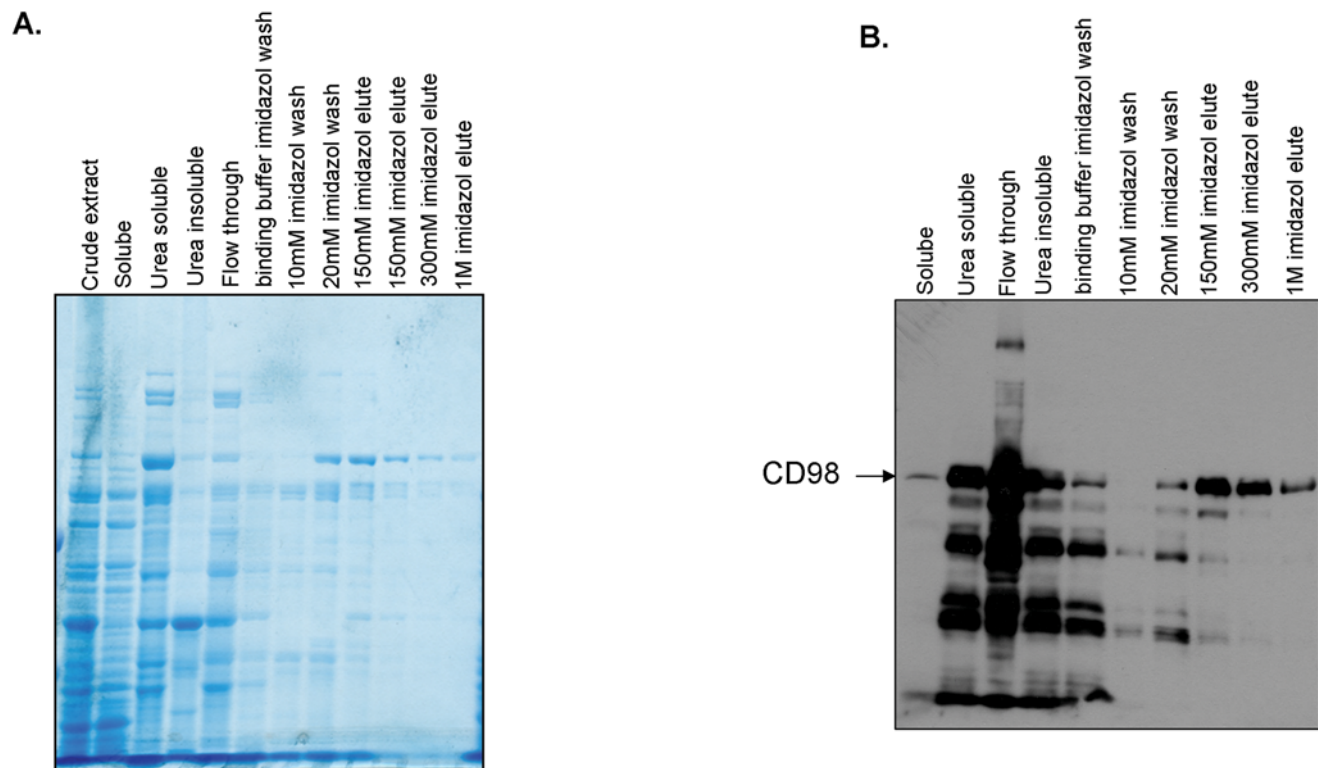 A.
Crude extract
Solube
Urea soluble
Urea insoluble
Flow through
binding buffer imidazol wash
10mM imidazol wash
20mM imidazol wash
150mM imidazol elute
150mM imidazol elute
300mM imidazol elute
1M imidazol elute
B.
Solube
Urea soluble
Flow through
Urea insoluble
binding buffer imidazol wash
10mM imidazol wash
20mM imidazol wash
150mM imidazol elute
300mM imidazol elute
1M imidazol elute
CD98